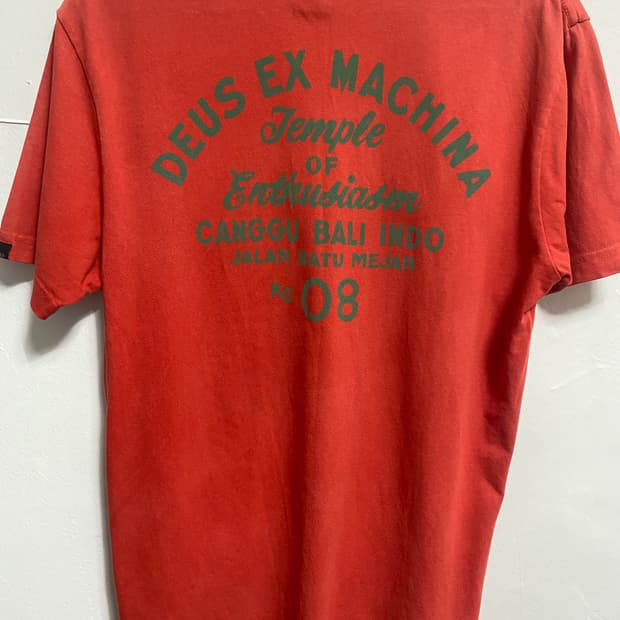 DEUS EX MACHINA
Temple
OF
Enthusiasm
CANGGU BALI INDO
JALAN BATU MEJAN
NO 08